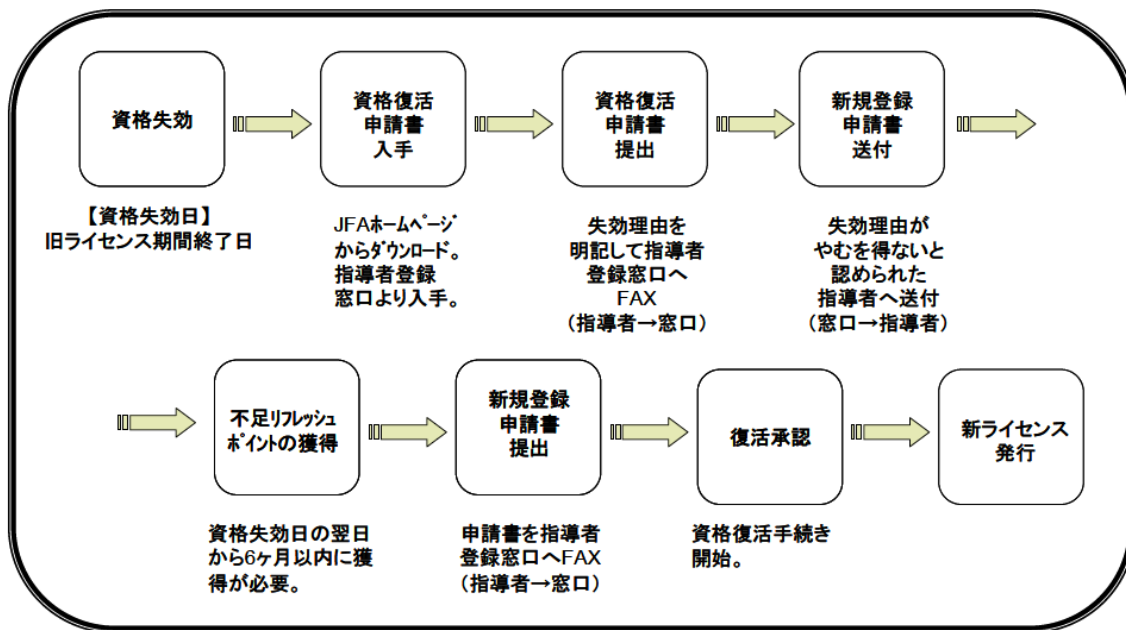 資格失効
資格復活
申請書
入手
資格復活
申請書
提出
新規登録
申請書
送付
【資格失効日】
旧ライセンス期間終了日
JFAﾎｰﾑﾍﾟｰｼﾞ
からﾀﾞｳﾝﾛｰﾄﾞ。
指導者登録
窓口より入手。
失効理由を
明記して指導者
登録窓口へ
FAX
（指導者→窓口）
失効理由が
やむを得ないと
認められた
指導者へ送付
（窓口→指導者）
不足ﾘﾌﾚｯｼｭ
ﾎﾟｲﾝﾄの獲得
新規登録
申請書
提出
復活承認
新ライセンス
発行
資格失効日の翌日
から6ヶ月以内に獲
得が必要。
申請書を指導者
登録窓口へFAX
（指導者→窓口）
資格復活手続き
開始。